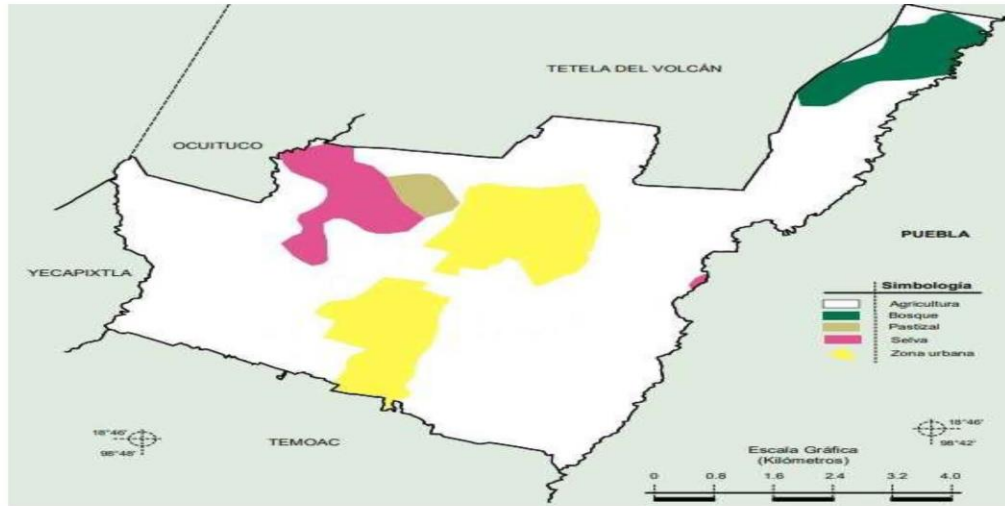 TETELA DEL VOLCÁN
OCUITUCO
PUEBLA
YECAPIXTLA
Simbología
Agricultura
Bosque
Pastizal
Selva
Zona urbana
TEMOAC
18°46'
98°48'
18°46'
98°42'
Escala Gráfica
(Kilómetros)
0 0.8 1.6 2.4 3.2 4.0